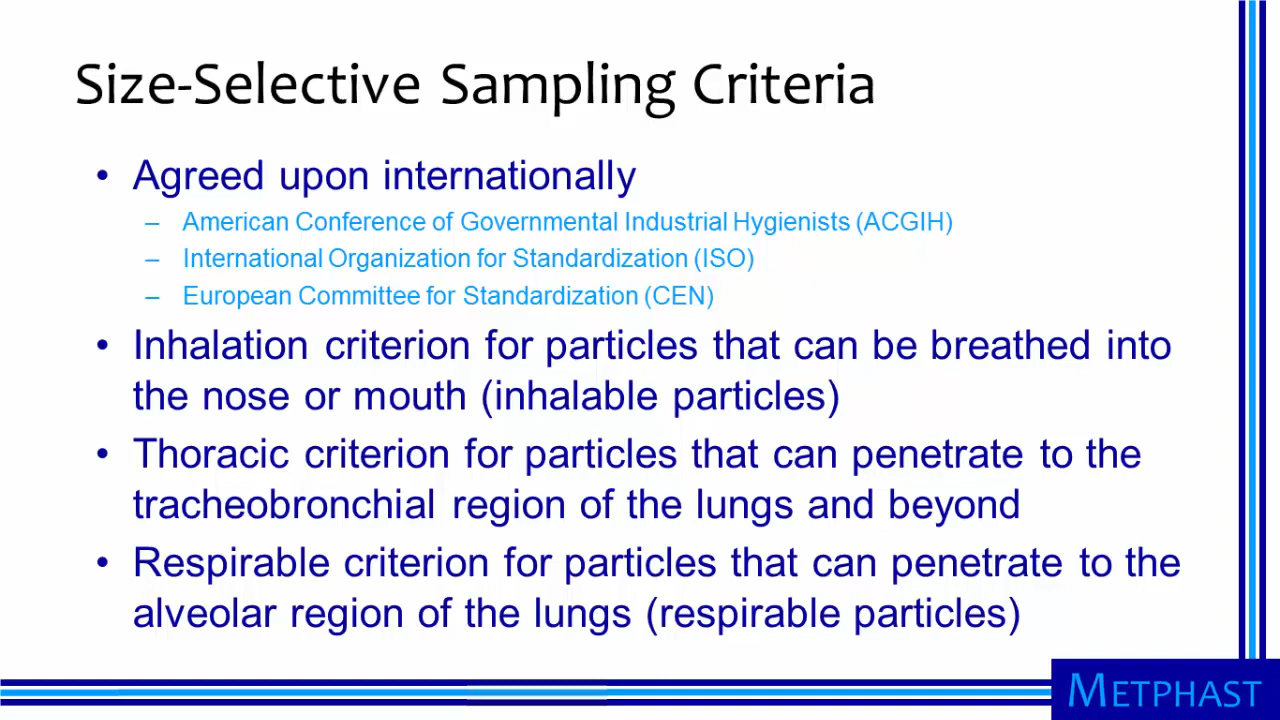 Size-Selective Sampling Criteria
• Agreed upon internationally
– American Conference of Governmental Industrial Hygienists (ACGIH)
– International Organization for Standardization (ISO)
– European Committee for Standardization (CEN)
• Inhalation criterion for particles that can be breathed into
the nose or mouth (inhalable particles)
• Thoracic criterion for particles that can penetrate to the
tracheobronchial region of the lungs and beyond
• Respirable criterion for particles that can penetrate to the
alveolar region of the lungs (respirable particles)
METPHAST